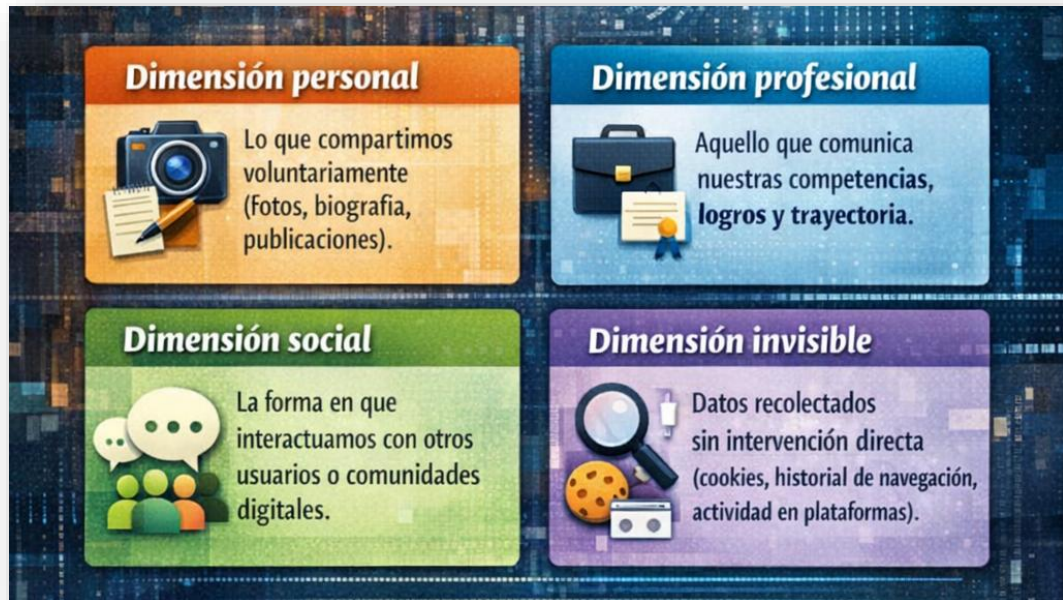 Dimensión personal
Lo que compartimos
voluntariamente
(Fotos, biografia,
publicaciones).
Dimensión profesional
Aquello que comunica
nuestras competencias,
logros y trayectoria.
Dimensión social
La forma en que
interactuamos con otros
usuarios o comunidades
digitales.
Dimensión invisible
Datos recolectados
sin intervención directa
(cookies, historial de navegación,
actividad en plataformas).